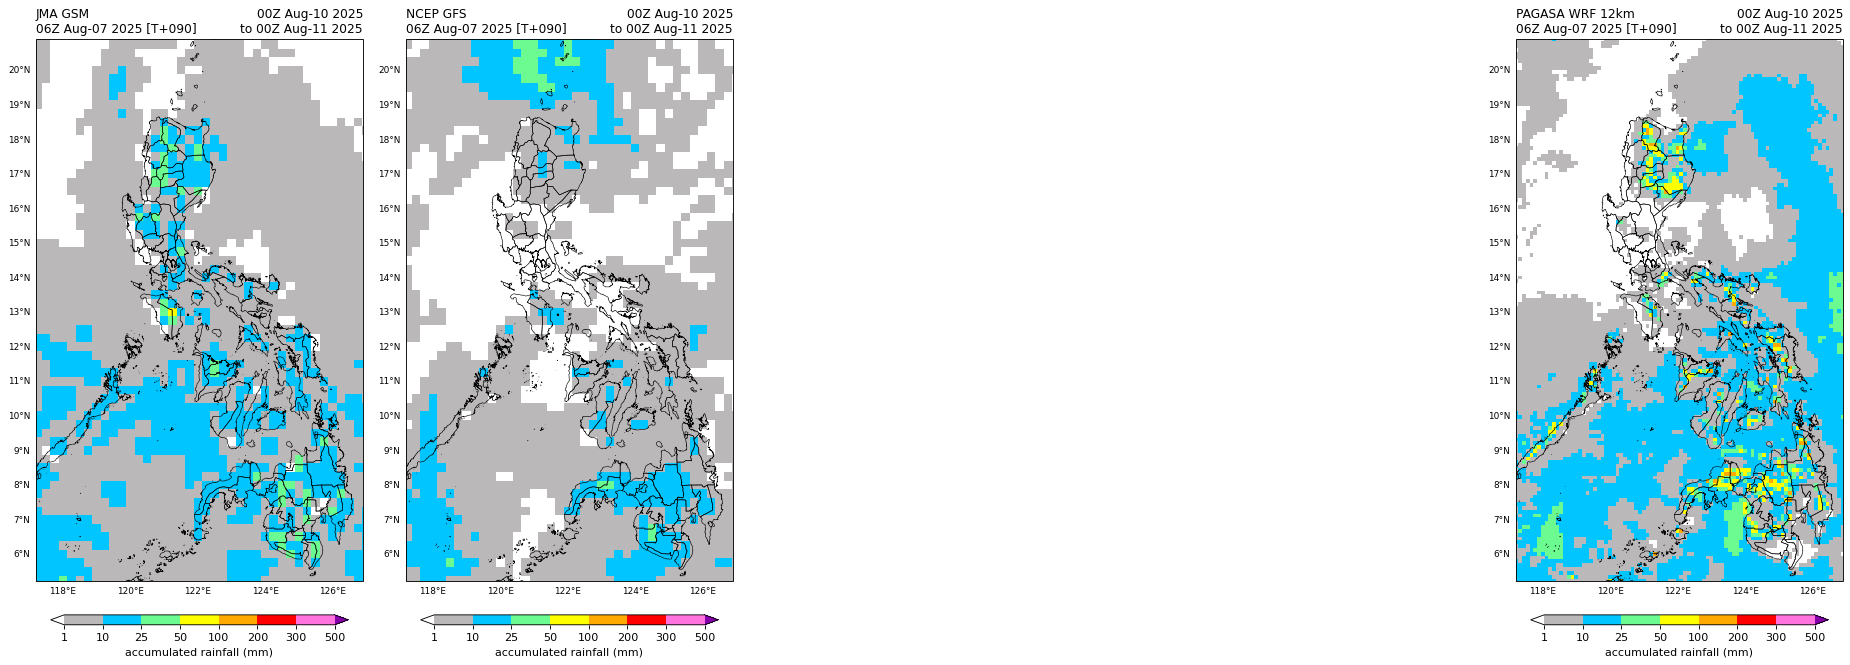 JMA GSM 00Z Aug-10 2025
06Z Aug-07 2025 [T+090] to 00Z Aug-11 2025
20°N
19°N
18°N
17°N
16°N
15°N
14°N
13°N
12°N
11°N
10°N
9°N
8°N
7°N
6°N
118°E 120°E 122°E 124°E 126°E
1 10 25 50 100 200 300 500
accumulated rainfall (mm)
NCEP GFS 00Z Aug-10 2025
06Z Aug-07 2025 [T+090] to 00Z Aug-11 2025
20°N
19°N
18°N
17°N
16°N
15°N
14°N
13°N
12°N
11°N
10°N
9°N
8°N
7°N
6°N
118°E 120°E 122°E 124°E 126°E
1 10 25 50 100 200 300 500
accumulated rainfall (mm)
PAGASA WRF 12km 00Z Aug-10 2025
06Z Aug-07 2025 [T+090] to 00Z Aug-11 2025
20°N
19°N
18°N
17°N
16°N
15°N
14°N
13°N
12°N
11°N
10°N
9°N
8°N
7°N
6°N
118°E 120°E 122°E 124°E 126°E
1 10 25 50 100 200 300 500
accumulated rainfall (mm)